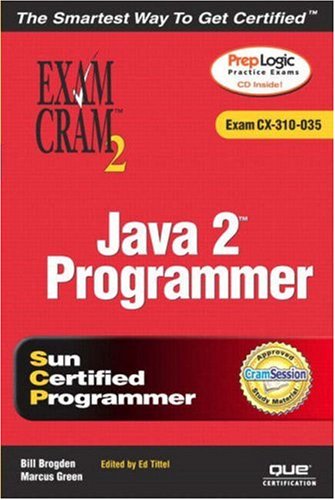 The Smartest Way To Get Certified™
PrepLogic
Practice Exams
CD Inside!
EXAM
CRAM™
2
Exam CX-310-035
Java 2™
Programmer
Sun
Certified
Programmer
Approved
CramSession
Study Material
Bill Brogden
Marcus Green
Edited by Ed Tittel
QUE
CERTIFICATION